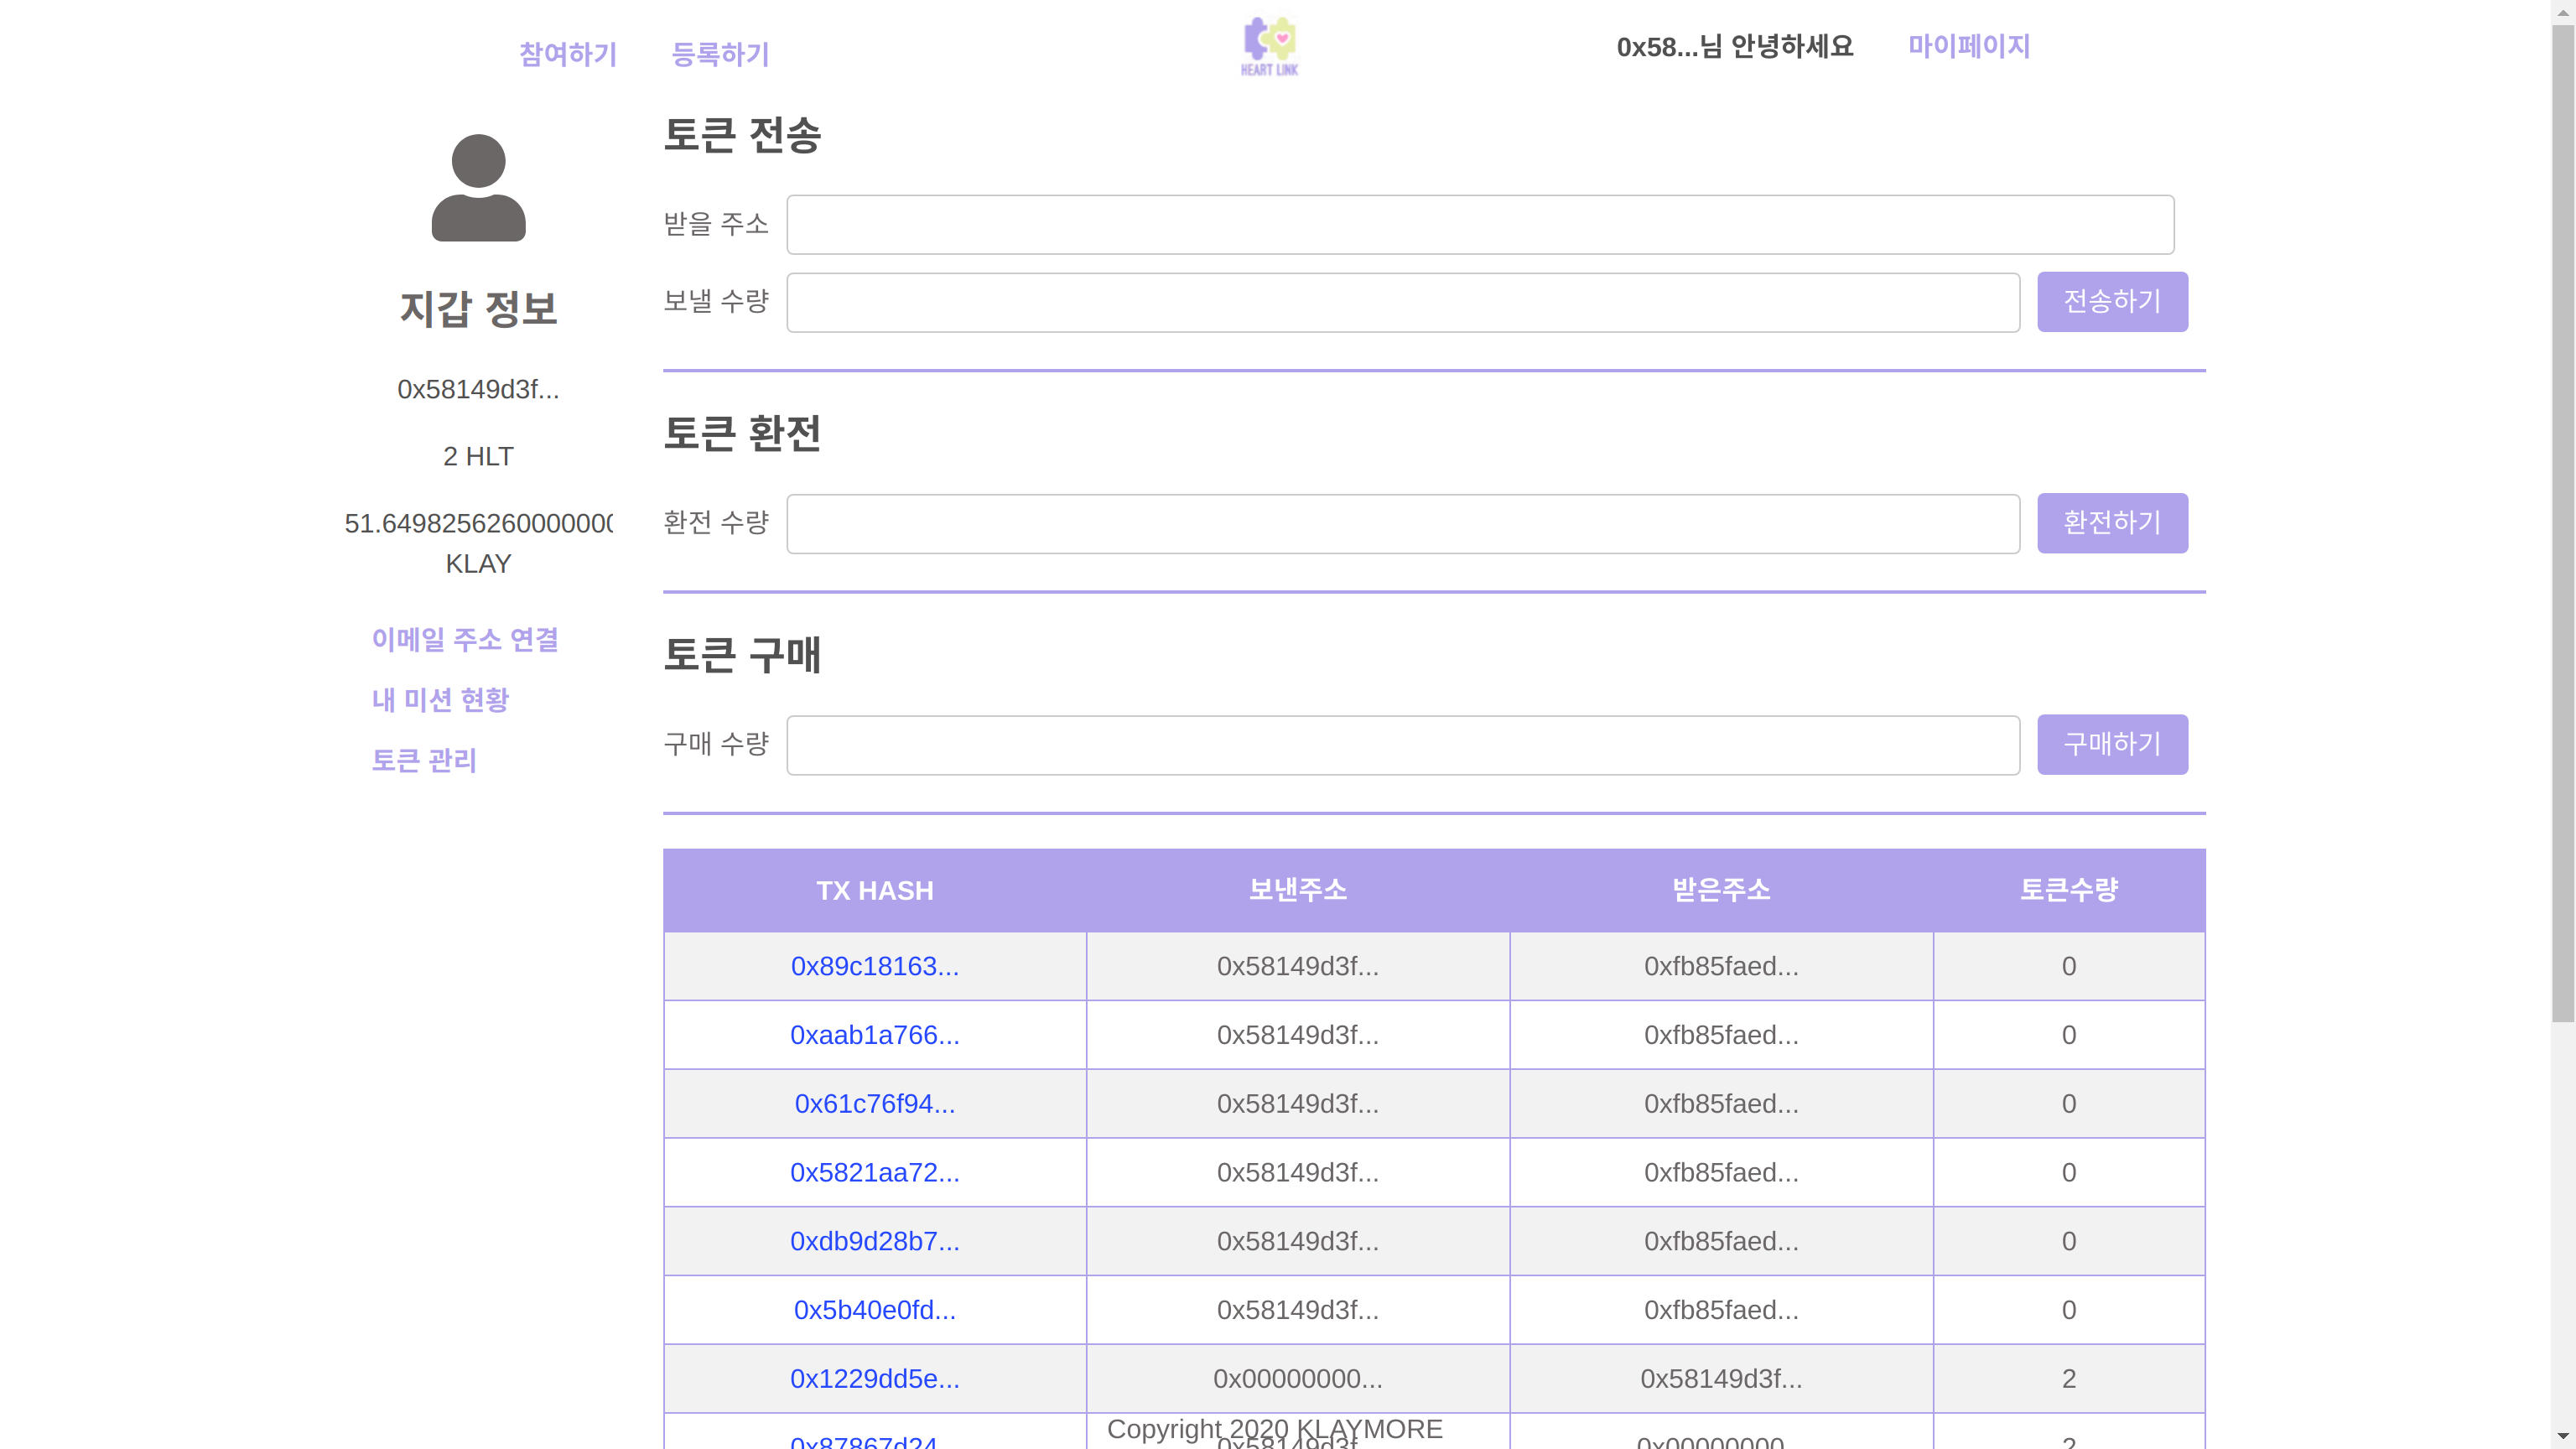 참여하기 등록하기 HEART LINK 0x58...님 안녕하세요 마이페이지
지갑 정보
0x58149d3f...
2 HLT
51.6498256260000000
KLAY
이메일 주소 연결
내 미션 현황
토큰 관리
토큰 전송
받을 주소
보낼 수량 전송하기
토큰 환전
환전 수량 환전하기
토큰 구매
구매 수량 구매하기
TX HASH 보낸주소 받은주소 토큰수량
0x89c18163... 0x58149d3f... 0xfb85faed... 0
0xaab1a766... 0x58149d3f... 0xfb85faed... 0
0x61c76f94... 0x58149d3f... 0xfb85faed... 0
0x5821aa72... 0x58149d3f... 0xfb85faed... 0
0xdb9d28b7... 0x58149d3f... 0xfb85faed... 0
0x5b40e0fd... 0x58149d3f... 0xfb85faed... 0
0x1229dd5e... 0x00000000... 0x58149d3f... 2
0x87867d24... 0x58149d3f... 0x00000000... 2
Copyright 2020 KLAYMORE